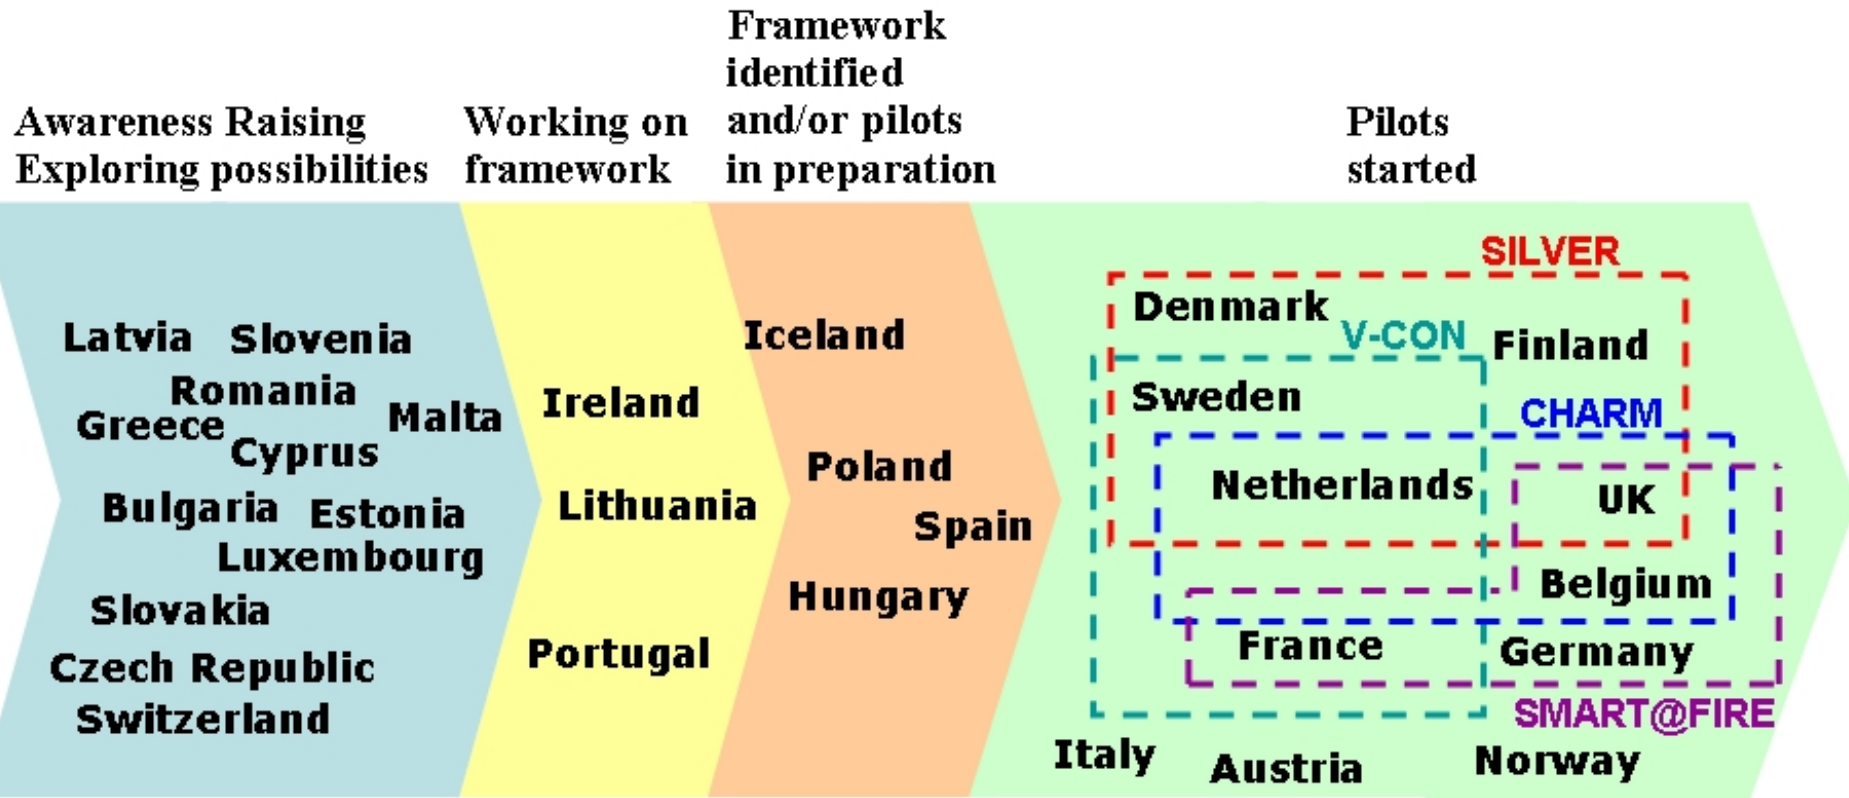 Awareness Raising
Exploring possibilities
Working on
framework
Framework
identified
and/or pilots
in preparation
Pilots
started
Latvia Slovenia
Romania
Greece Malta
Cyprus
Bulgaria Estonia
Luxembourg
Slovakia
Czech Republic
Switzerland
Ireland
Lithuania
Portugal
Iceland
Poland
Spain
Hungary
SILVER
Denmark
V-CON
Finland
Sweden
CHARM
Netherlands
UK
Belgium
France
Germany
SMART@FIRE
Italy
Austria
Norway